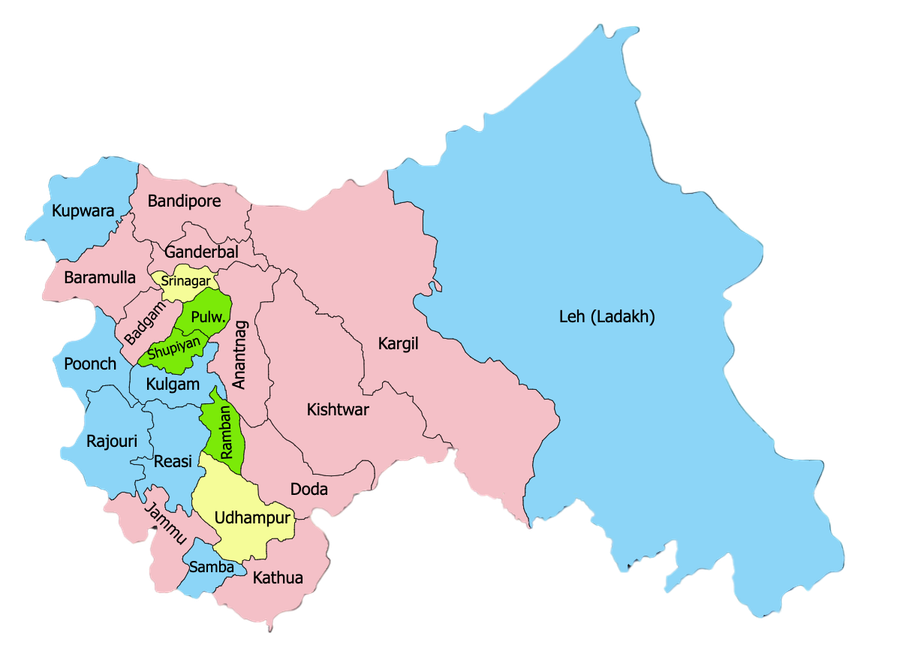 Kupwara
Bandipore
Ganderbal
Baramulla
Srinagar
Badgam
Pulw.
Shupiyan
Anantnag
Leh (Ladakh)
Kargil
Poonch
Kulgam
Kishtwar
Rajouri
Reasi
Ramban
Doda
Jammu
Udhampur
Samba
Kathua